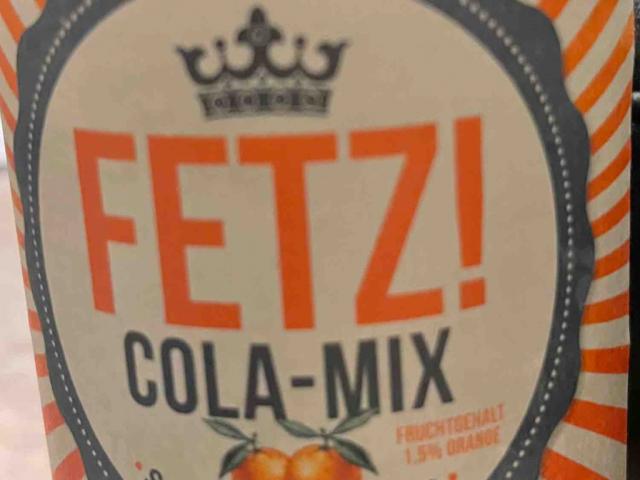 FETZ!
COLA-MIX
FRUCHTGEHALT
1.5% ORANGE